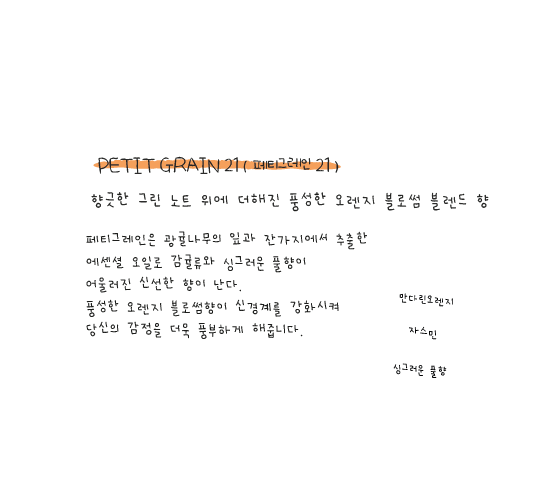 PETIT GRAIN 21 ( 페티그레인 21 )
향긋한 그린 노트 위에 더해진 풍성한 오렌지 블로썸 블렌드 향
페티그레인은 광귤나무의 잎과 잔가지에서 추출한
에센셜 오일로 감귤류와 싱그러운 풀향이
어울러진 신선한 향이 난다.
풍성한 오렌지 블로썸향이 신경계를 강화시켜
당신의 감정을 더욱 풍부하게 해줍니다.
만다린오렌지
자스민
싱그러운 풀향